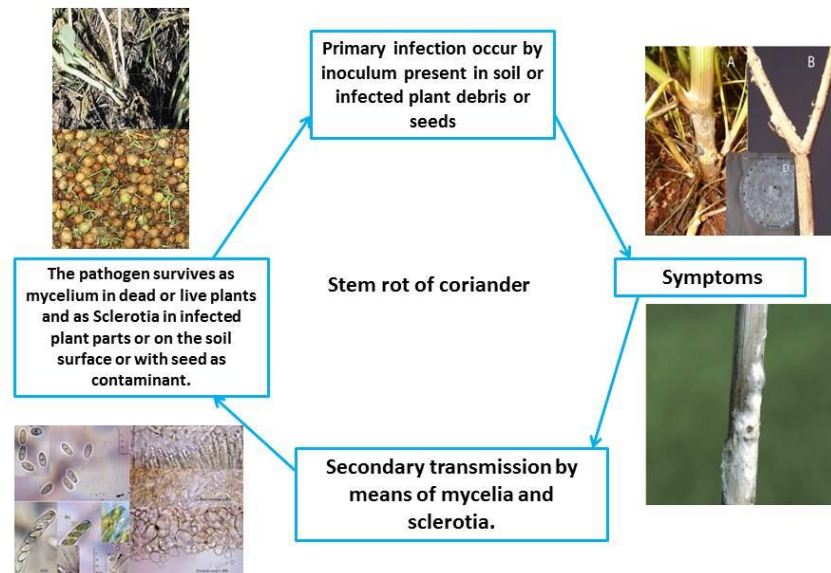 Primary infection occur by
inoculum present in soil or
infected plant debris or
seeds
A
B
D
The pathogen survives as
mycelium in dead or live plants
and as Sclerotia in infected
plant parts or on the soil
surface or with seed as
contaminant.
Stem rot of coriander
Symptoms
Secondary transmission by
means of mycelia and
sclerotia.